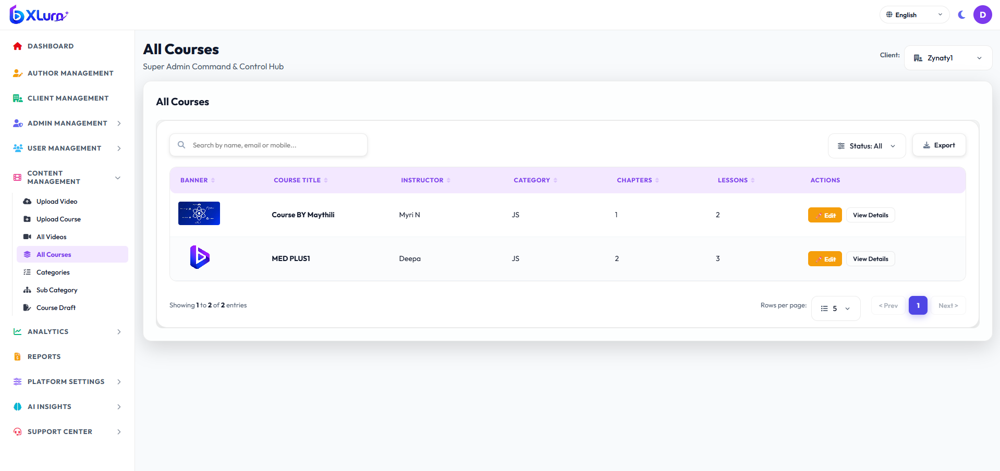 XLurn
English
D
DASHBOARD
AUTHOR MANAGEMENT
CLIENT MANAGEMENT
ADMIN MANAGEMENT
USER MANAGEMENT
CONTENT
MANAGEMENT
Upload Video
Upload Course
All Videos
All Courses
Categories
Sub Category
Course Draft
ANALYTICS
REPORTS
PLATFORM SETTINGS
AI INSIGHTS
SUPPORT CENTER
All Courses
Super Admin Command & Control Hub
Client: Zynaty1
All Courses
Search by name, email or mobile...
Status: All
Export
BANNER COURSE TITLE INSTRUCTOR CATEGORY CHAPTERS LESSONS ACTIONS
Course BY Maythili Myri N JS 1 2 Edit View Details
MED PLUS1 Deepa JS 2 3 Edit View Details
Showing 1 to 2 of 2 entries
Rows per page: 5
< Prev 1 Next >